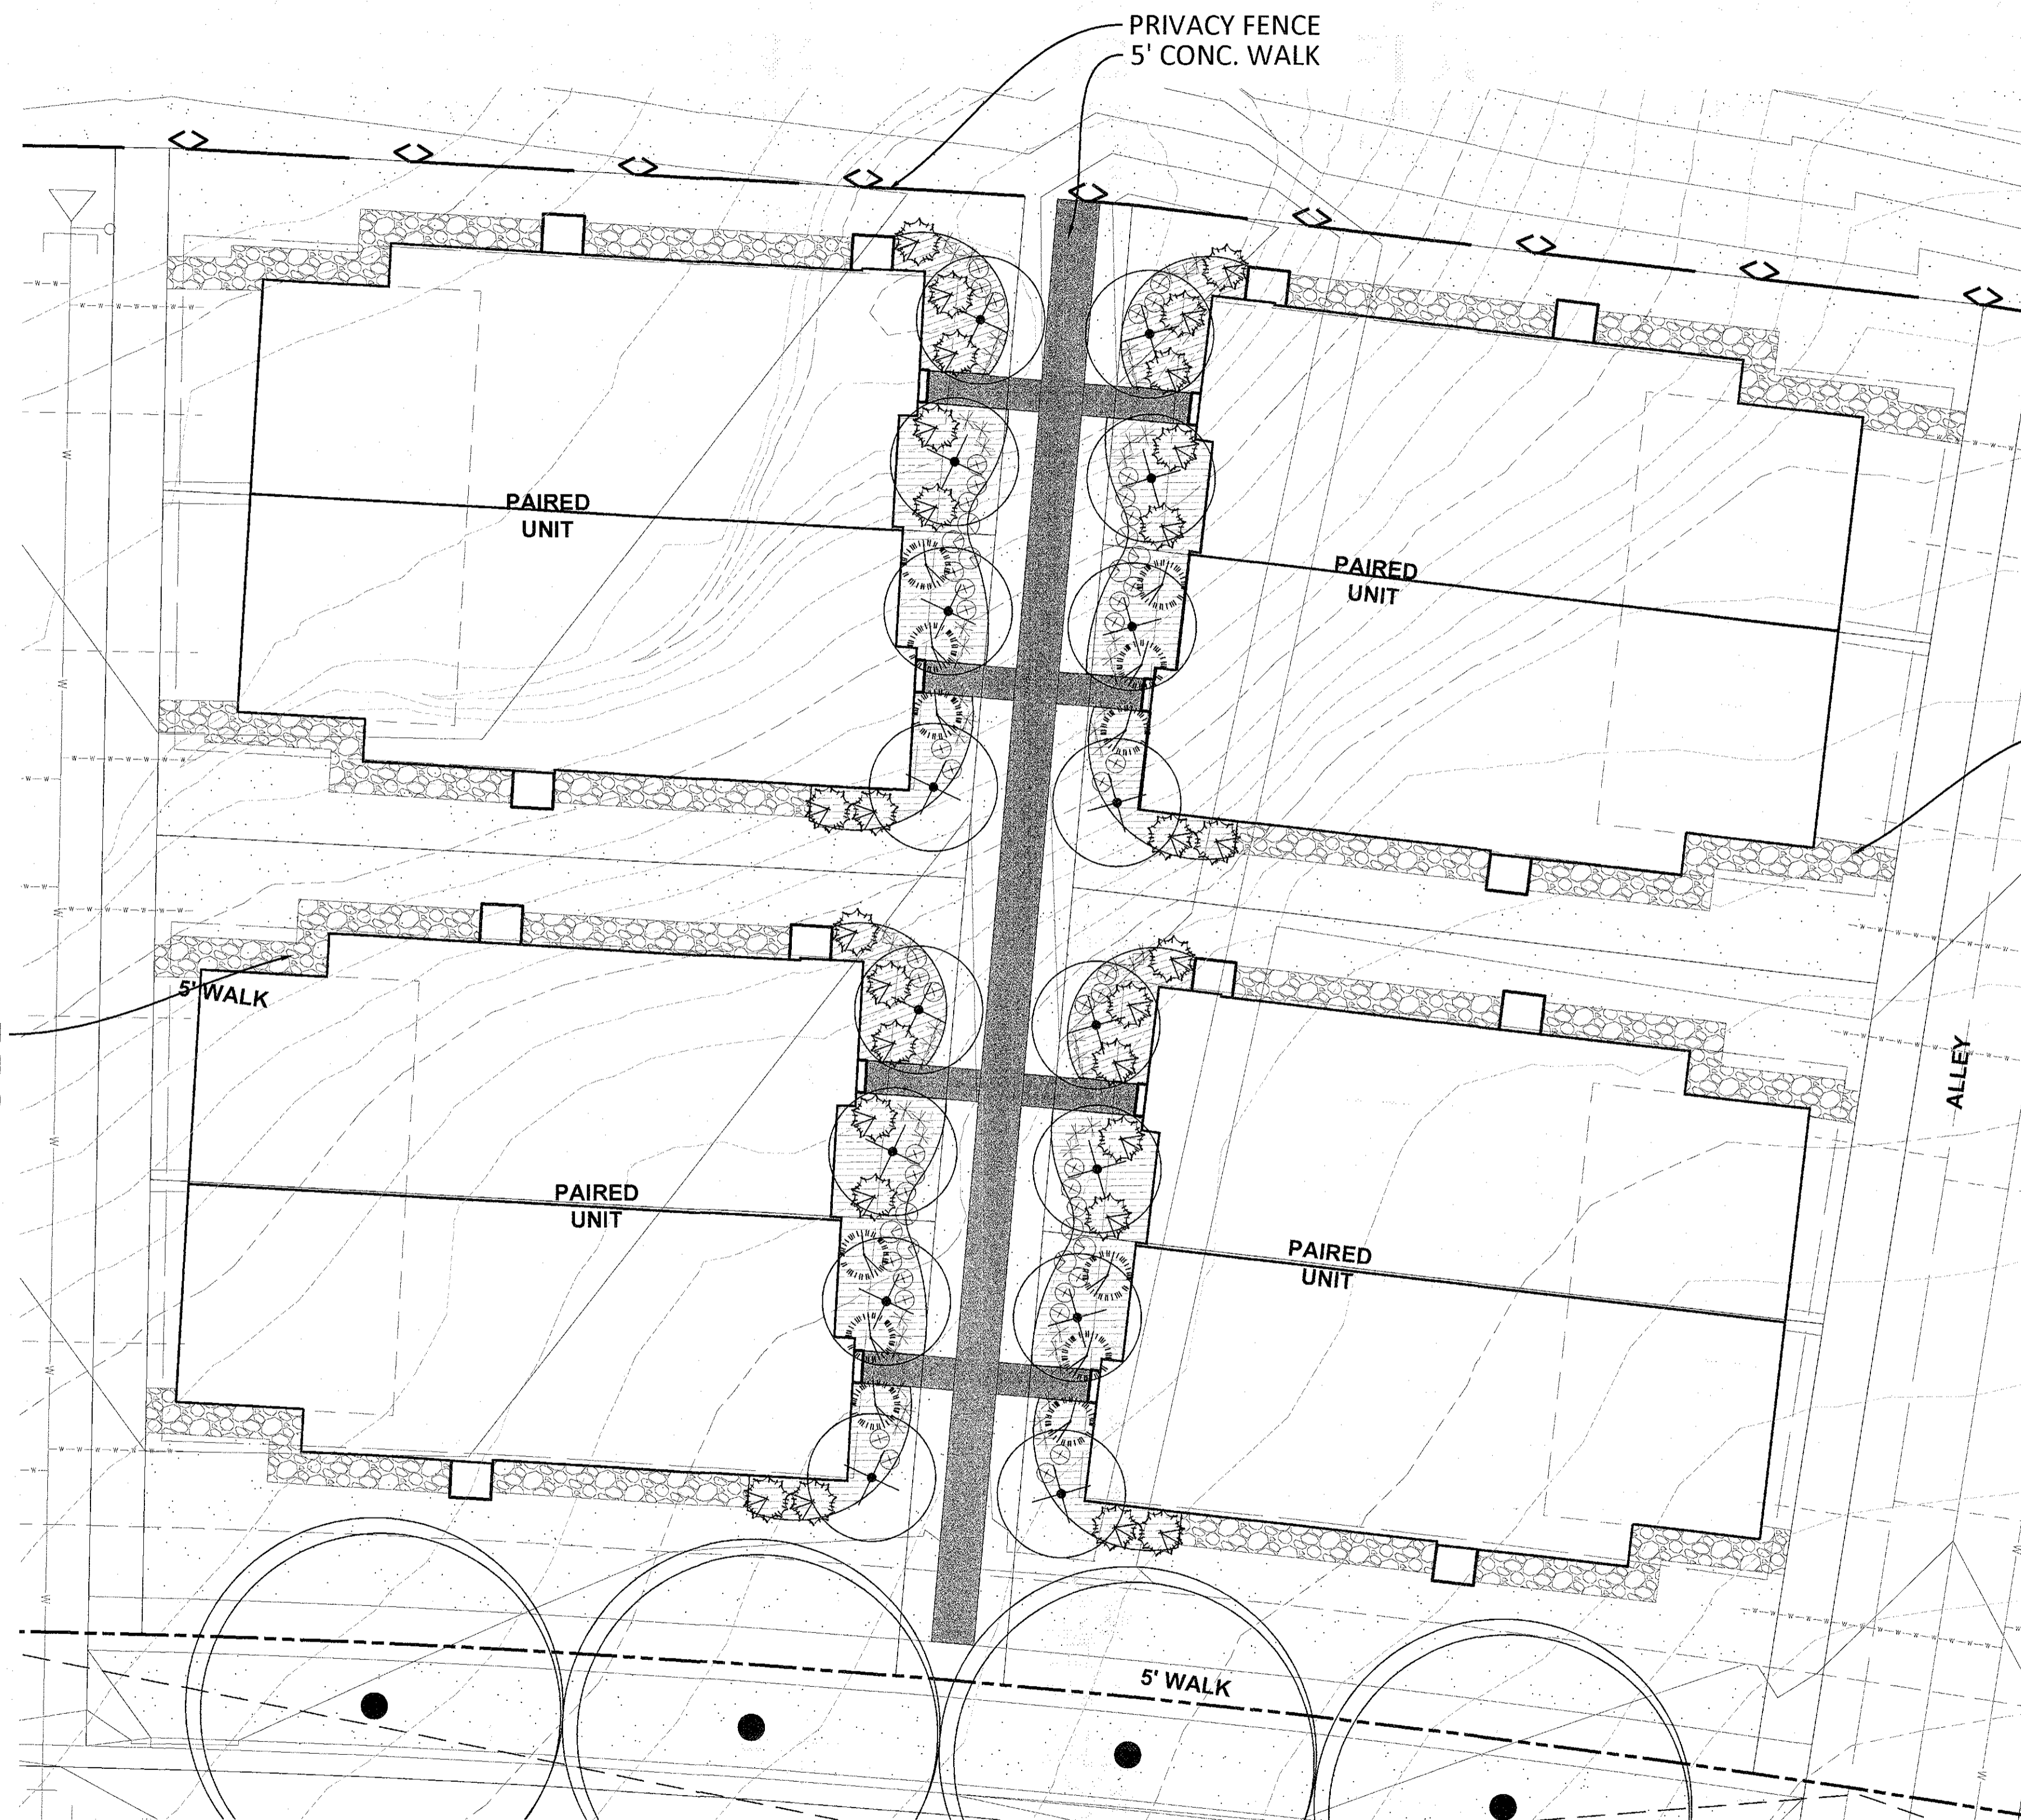 PRIVACY FENCE
5' CONC. WALK
PAIRED
UNIT
PAIRED
UNIT
5' WALK
ALLEY
PAIRED
UNIT
PAIRED
UNIT
5' WALK